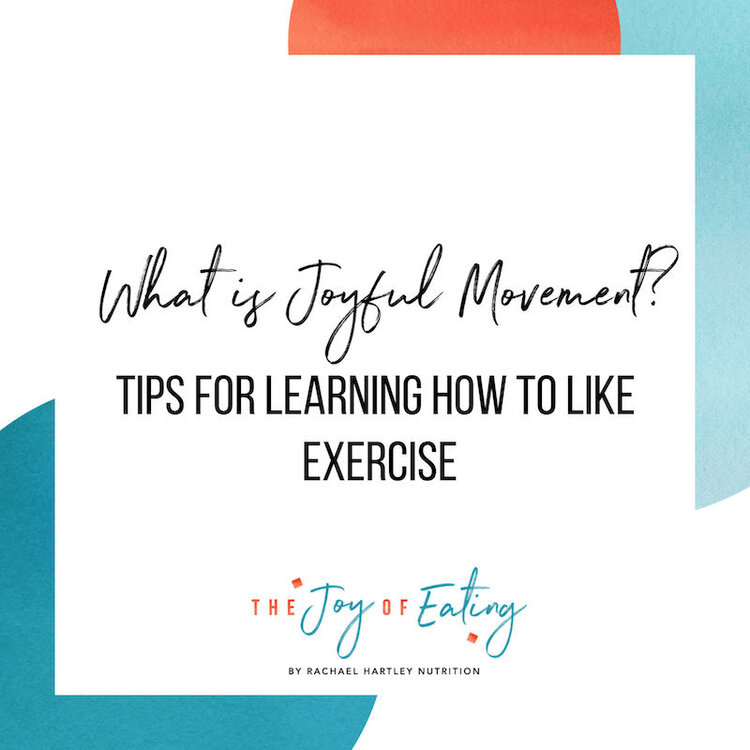 What is Joyful Movement?
TIPS FOR LEARNING HOW TO LIKE
EXERCISE
THE Joy OF Eating
BY RACHAEL HARTLEY NUTRITION